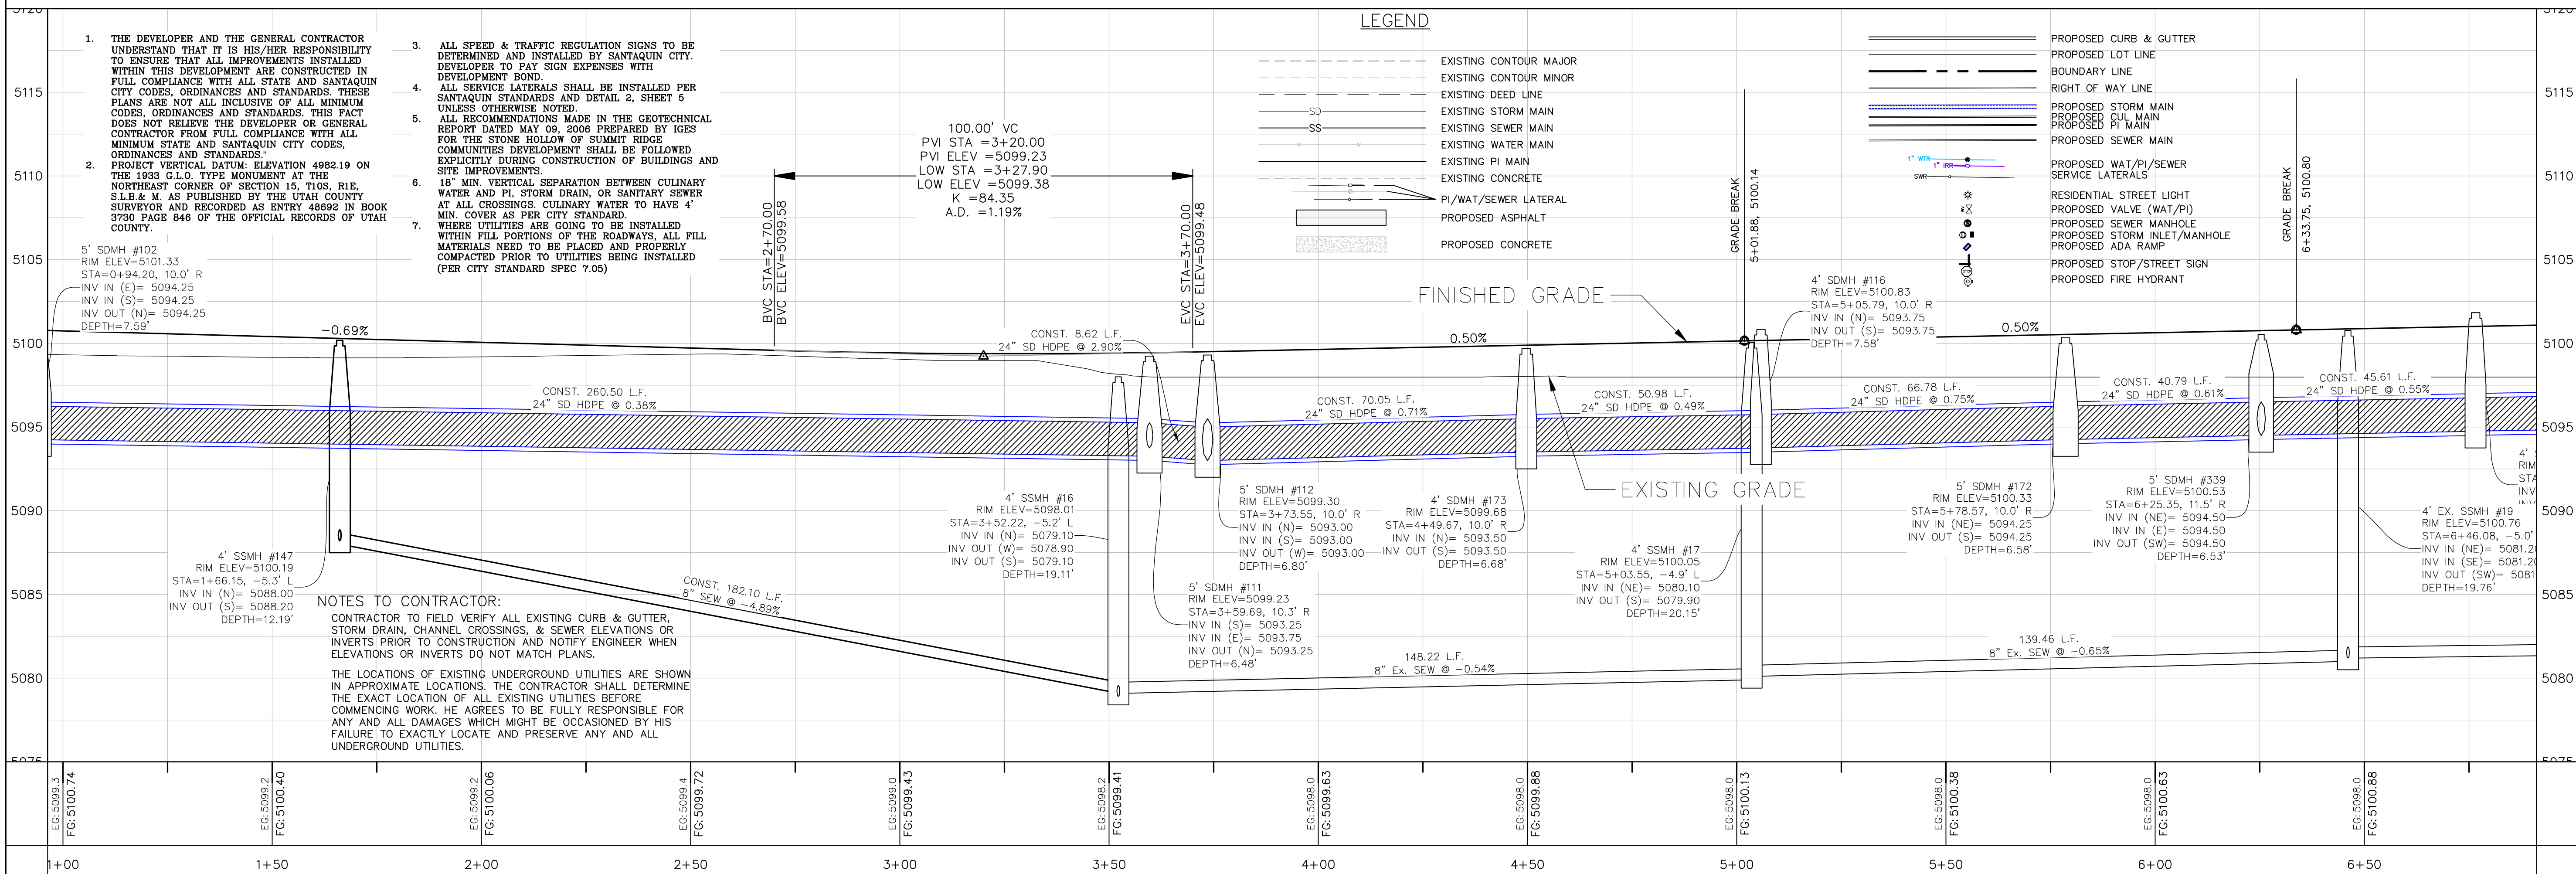 LEGEND
1. THE DEVELOPER AND THE GENERAL CONTRACTOR
UNDERSTAND THAT IT IS HIS/HER RESPONSIBILITY
TO ENSURE THAT ALL IMPROVEMENTS INSTALLED
WITHIN THIS DEVELOPMENT ARE CONSTRUCTED IN
FULL COMPLIANCE WITH ALL STATE AND SANTAQUIN
CITY CODES, ORDINANCES AND STANDARDS. THESE
PLANS ARE NOT ALL INCLUSIVE OF ALL MINIMUM
CODES, ORDINANCES AND STANDARDS. THIS FACT
DOES NOT RELIEVE THE DEVELOPER OR GENERAL
CONTRACTOR FROM FULL COMPLIANCE WITH ALL
MINIMUM STATE AND SANTAQUIN CITY CODES,
ORDINANCES AND STANDARDS."
2. PROJECT VERTICAL DATUM: ELEVATION 4982.19 ON
THE 1933 G.L.O. TYPE MONUMENT AT THE
NORTHEAST CORNER OF SECTION 15, T10S, R1E,
S.L.B.& M. AS PUBLISHED BY THE UTAH COUNTY
SURVEYOR AND RECORDED AS ENTRY 48692 IN BOOK
3730 PAGE 846 OF THE OFFICIAL RECORDS OF UTAH
COUNTY.
3. ALL SPEED & TRAFFIC REGULATION SIGNS TO BE
DETERMINED AND INSTALLED BY SANTAQUIN CITY.
DEVELOPER TO PAY SIGN EXPENSES WITH
DEVELOPMENT BOND.
4. ALL SERVICE LATERALS SHALL BE INSTALLED PER
SANTAQUIN STANDARDS AND DETAIL 2, SHEET 5
UNLESS OTHERWISE NOTED.
5. ALL RECOMMENDATIONS MADE IN THE GEOTECHNICAL
REPORT DATED MAY 09, 2006 PREPARED BY IGES
FOR THE STONE HOLLOW OF SUMMIT RIDGE
COMMUNITIES DEVELOPMENT SHALL BE FOLLOWED
EXPLICITLY DURING CONSTRUCTION OF BUILDINGS AND
SITE IMPROVEMENTS.
6. 18" MIN. VERTICAL SEPARATION BETWEEN CULINARY
WATER AND PI, STORM DRAIN, OR SANITARY SEWER
AT ALL CROSSINGS. CULINARY WATER TO HAVE 4'
MIN. COVER AS PER CITY STANDARD.
7. WHERE UTILITIES ARE GOING TO BE INSTALLED
WITHIN FILL PORTIONS OF THE ROADWAYS, ALL FILL
MATERIALS NEED TO BE PLACED AND PROPERLY
COMPACTED PRIOR TO UTILITIES BEING INSTALLED
(PER CITY STANDARD SPEC 7.05)
100.00' VC
PVI STA =3+20.00
PVI ELEV =5099.23
LOW STA =3+27.90
LOW ELEV =5099.38
K =84.35
A.D. =1.19%
BVC STA=2+70.00
BVC ELEV=5099.58
EVC STA=3+70.00
EVC ELEV=5099.48
EXISTING CONTOUR MAJOR
EXISTING CONTOUR MINOR
EXISTING DEED LINE
SD EXISTING STORM MAIN
SS EXISTING SEWER MAIN
EXISTING WATER MAIN
EXISTING PI MAIN
EXISTING CONCRETE
PI/WAT/SEWER LATERAL
PROPOSED ASPHALT
PROPOSED CONCRETE
PROPOSED CURB & GUTTER
PROPOSED LOT LINE
BOUNDARY LINE
RIGHT OF WAY LINE
PROPOSED STORM MAIN
PROPOSED CUL MAIN
PROPOSED PI MAIN
PROPOSED SEWER MAIN
1" WTR
1" IRR
SWR
PROPOSED WAT/PI/SEWER
SERVICE LATERALS
RESIDENTIAL STREET LIGHT
PROPOSED VALVE (WAT/PI)
PROPOSED SEWER MANHOLE
PROPOSED STORM INLET/MANHOLE
PROPOSED ADA RAMP
PROPOSED STOP/STREET SIGN
PROPOSED FIRE HYDRANT
GRADE BREAK
5+01.88, 5100.14
GRADE BREAK
6+33.75, 5100.80
5115
5110
5105
5100
5095
5090
5085
5080
5115
5110
5105
5100
5095
5090
5085
5080
5' SDMH #102
RIM ELEV=5101.33
STA=0+94.20, 10.0' R
INV IN (E)= 5094.25
INV IN (S)= 5094.25
INV OUT (N)= 5094.25
DEPTH=7.59'
-0.69%
CONST. 8.62 L.F.
24" SD HDPE @ 2.90%
FINISHED GRADE
0.50%
4' SDMH #116
RIM ELEV=5100.83
STA=5+05.79, 10.0' R
INV IN (N)= 5093.75
INV OUT (S)= 5093.75
DEPTH=7.58'
0.50%
CONST. 260.50 L.F.
24" SD HDPE @ 0.38%
CONST. 70.05 L.F.
24" SD HDPE @ 0.71%
CONST. 50.98 L.F.
24" SD HDPE @ 0.49%
CONST. 66.78 L.F.
24" SD HDPE @ 0.75%
CONST. 40.79 L.F.
24" SD HDPE @ 0.61%
CONST. 45.61 L.F.
24" SD HDPE @ 0.55%
EXISTING GRADE
4' SSMH #147
RIM ELEV=5100.19
STA=1+66.15, -5.3' L
INV IN (N)= 5088.00
INV OUT (S)= 5088.20
DEPTH=12.19'
CONST. 182.10 L.F.
8" SEW @ -4.89%
4' SSMH #16
RIM ELEV=5098.01
STA=3+52.22, -5.2' L
INV IN (N)= 5079.10
INV OUT (W)= 5078.90
INV OUT (S)= 5079.10
DEPTH=19.11'
5' SDMH #111
RIM ELEV=5099.23
STA=3+59.69, 10.3' R
INV IN (S)= 5093.25
INV IN (E)= 5093.75
INV OUT (N)= 5093.25
DEPTH=6.48'
5' SDMH #112
RIM ELEV=5099.30
STA=3+73.55, 10.0' R
INV IN (N)= 5093.00
INV IN (S)= 5093.00
INV OUT (W)= 5093.00
DEPTH=6.80'
4' SDMH #173
RIM ELEV=5099.68
STA=4+49.67, 10.0' R
INV IN (N)= 5093.50
INV OUT (S)= 5093.50
DEPTH=6.68'
4' SSMH #17
RIM ELEV=5100.05
STA=5+03.55, -4.9' L
INV IN (NE)= 5080.10
INV OUT (S)= 5079.90
DEPTH=20.15'
5' SDMH #172
RIM ELEV=5100.33
STA=5+78.57, 10.0' R
INV IN (NE)= 5094.25
INV OUT (S)= 5094.25
DEPTH=6.58'
5' SDMH #339
RIM ELEV=5100.53
STA=6+25.35, 11.5' R
INV IN (NE)= 5094.50
INV IN (E)= 5094.50
INV OUT (SW)= 5094.50
DEPTH=6.53'
4' EX. SSMH #19
RIM ELEV=5100.76
STA=6+46.08, -5.0'
INV IN (NE)= 5081.20
INV IN (SE)= 5081.20
INV OUT (SW)= 5081
DEPTH=19.76'
4'
RIM
STA
INV
148.22 L.F.
8" Ex. SEW @ -0.54%
139.46 L.F.
8" Ex. SEW @ -0.65%
NOTES TO CONTRACTOR:
CONTRACTOR TO FIELD VERIFY ALL EXISTING CURB & GUTTER,
STORM DRAIN, CHANNEL CROSSINGS, & SEWER ELEVATIONS OR
INVERTS PRIOR TO CONSTRUCTION AND NOTIFY ENGINEER WHEN
ELEVATIONS OR INVERTS DO NOT MATCH PLANS.
THE LOCATIONS OF EXISTING UNDERGROUND UTILITIES ARE SHOWN
IN APPROXIMATE LOCATIONS. THE CONTRACTOR SHALL DETERMINE
THE EXACT LOCATION OF ALL EXISTING UTILITIES BEFORE
COMMENCING WORK. HE AGREES TO BE FULLY RESPONSIBLE FOR
ANY AND ALL DAMAGES WHICH MIGHT BE OCCASIONED BY HIS
FAILURE TO EXACTLY LOCATE AND PRESERVE ANY AND ALL
UNDERGROUND UTILITIES.
EG: 5099.3
FG: 5100.74
EG: 5099.2
FG: 5100.40
EG: 5099.2
FG: 5100.06
EG: 5099.4
FG: 5099.72
EG: 5099.0
FG: 5099.43
EG: 5098.2
FG: 5099.41
EG: 5098.0
FG: 5099.63
EG: 5098.0
FG: 5099.88
EG: 5098.0
FG: 5100.13
EG: 5098.0
FG: 5100.38
EG: 5098.0
FG: 5100.63
EG: 5098.0
FG: 5100.88
1+00
1+50
2+00
2+50
3+00
3+50
4+00
4+50
5+00
5+50
6+00
6+50